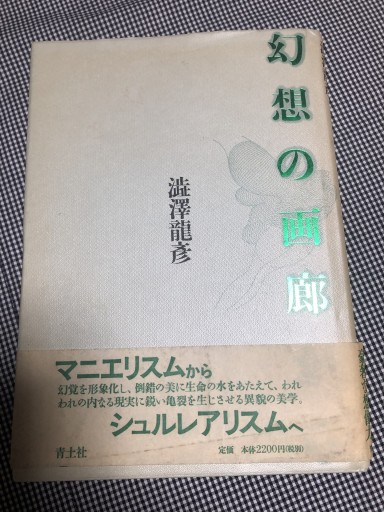 幻想の画廊
澁澤龍彥
マニエリスムから
幻覚を形象化し、倒錯の美に生命の水をあたえて、われ
われの内なる現実に鋭い亀裂を生じさせる異貌の美学。
シュルレアリスムへ
青土社
定価 本体2200円(税別)